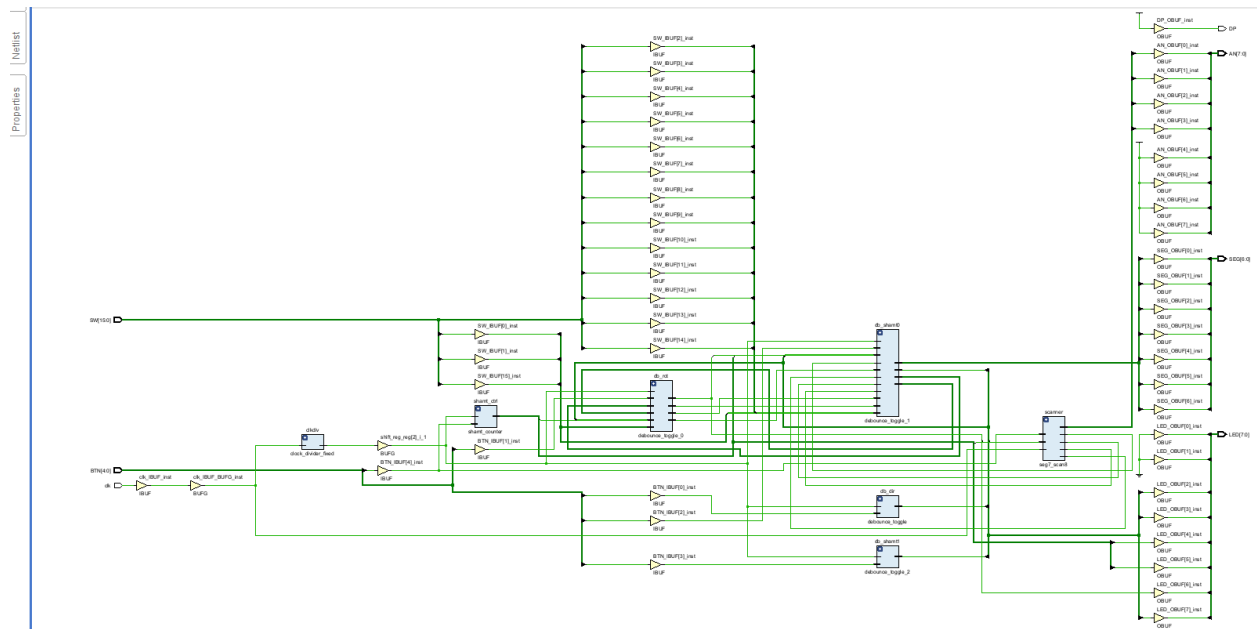 Netlist
Properties
DP_OBUF_inst
DP
OBUF
AN_OBUF[0]_inst
AN[7:0]
OBUF
AN_OBUF[1]_inst
OBUF
AN_OBUF[2]_inst
OBUF
AN_OBUF[3]_inst
OBUF
AN_OBUF[4]_inst
OBUF
AN_OBUF[5]_inst
OBUF
AN_OBUF[6]_inst
OBUF
AN_OBUF[7]_inst
OBUF
SEG_OBUF[0]_inst
SEG[6:0]
OBUF
SEG_OBUF[1]_inst
OBUF
SEG_OBUF[2]_inst
OBUF
SEG_OBUF[3]_inst
OBUF
SEG_OBUF[4]_inst
OBUF
SEG_OBUF[5]_inst
OBUF
SEG_OBUF[6]_inst
OBUF
LED_OBUF[0]_inst
LED[7:0]
OBUF
LED_OBUF[1]_inst
OBUF
LED_OBUF[2]_inst
OBUF
LED_OBUF[3]_inst
OBUF
LED_OBUF[4]_inst
OBUF
LED_OBUF[5]_inst
OBUF
LED_OBUF[6]_inst
OBUF
LED_OBUF[7]_inst
OBUF
SW_IBUF[2]_inst
IBUF
SW_IBUF[3]_inst
IBUF
SW_IBUF[4]_inst
IBUF
SW_IBUF[5]_inst
IBUF
SW_IBUF[6]_inst
IBUF
SW_IBUF[7]_inst
IBUF
SW_IBUF[8]_inst
IBUF
SW_IBUF[9]_inst
IBUF
SW_IBUF[10]_inst
IBUF
SW_IBUF[11]_inst
IBUF
SW_IBUF[12]_inst
IBUF
SW_IBUF[13]_inst
IBUF
SW_IBUF[14]_inst
IBUF
SW[15:0]
SW_IBUF[0]_inst
IBUF
SW_IBUF[1]_inst
IBUF
SW_IBUF[15]_inst
IBUF
shamt_ctrl
shamt_counter
db_rot
debounce_toggle_0
db_shamt0
debounce_toggle_1
scanner
seg7_scan8
clkdiv
clock_divider_fixed
shift_reg_reg[2]_i_1
BUFG
BTN_IBUF[1]_inst
IBUF
BTN[4:0]
BTN_IBUF[4]_inst
IBUF
clk
clk_IBUF_inst
IBUF
clk_IBUF_BUFG_inst
BUFG
BTN_IBUF[0]_inst
IBUF
BTN_IBUF[2]_inst
IBUF
BTN_IBUF[3]_inst
IBUF
db_dir
debounce_toggle
db_shamt1
debounce_toggle_2